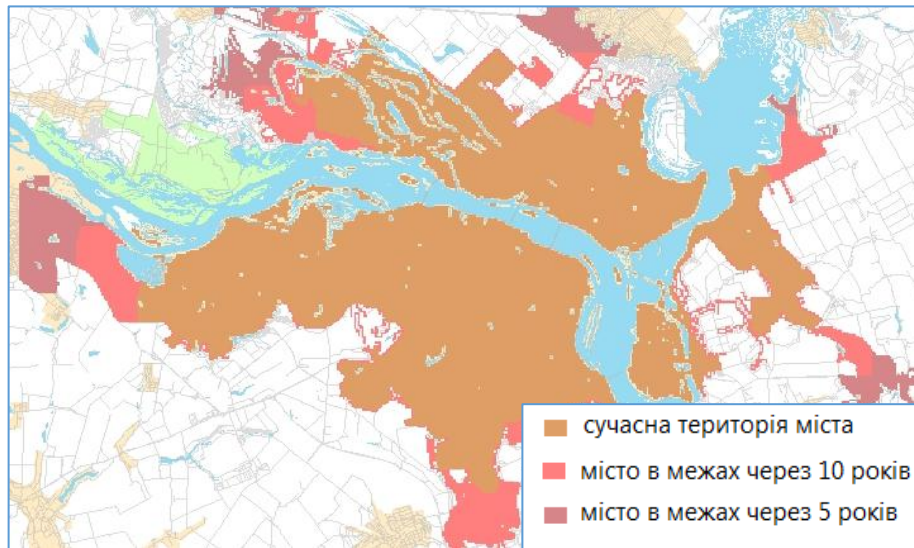 сучасна територія міста
місто в межах через 10 років
місто в межах через 5 років